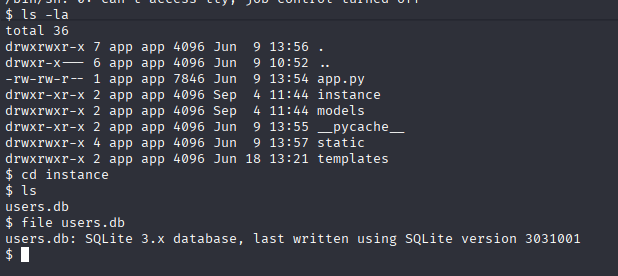 /bin/sh: 0: can't access tty; job control turned off
$ ls -la
total 36
drwxrwxr-x 7 app app 4096 Jun  9 13:56 .
drwxr-x--- 6 app app 4096 Jun  9 10:52 ..
-rw-rw-r-- 1 app app 7846 Jun  9 13:54 app.py
drwxr-xr-x 2 app app 4096 Sep  4 11:44 instance
drwxrwxr-x 2 app app 4096 Sep  4 11:44 models
drwxr-xr-x 2 app app 4096 Jun  9 13:55 __pycache__
drwxrwxr-x 4 app app 4096 Jun  9 13:57 static
drwxrwxr-x 2 app app 4096 Jun 18 13:21 templates
$ cd instance
$ ls
users.db
$ file users.db
users.db: SQLite 3.x database, last written using SQLite version 3031001
$